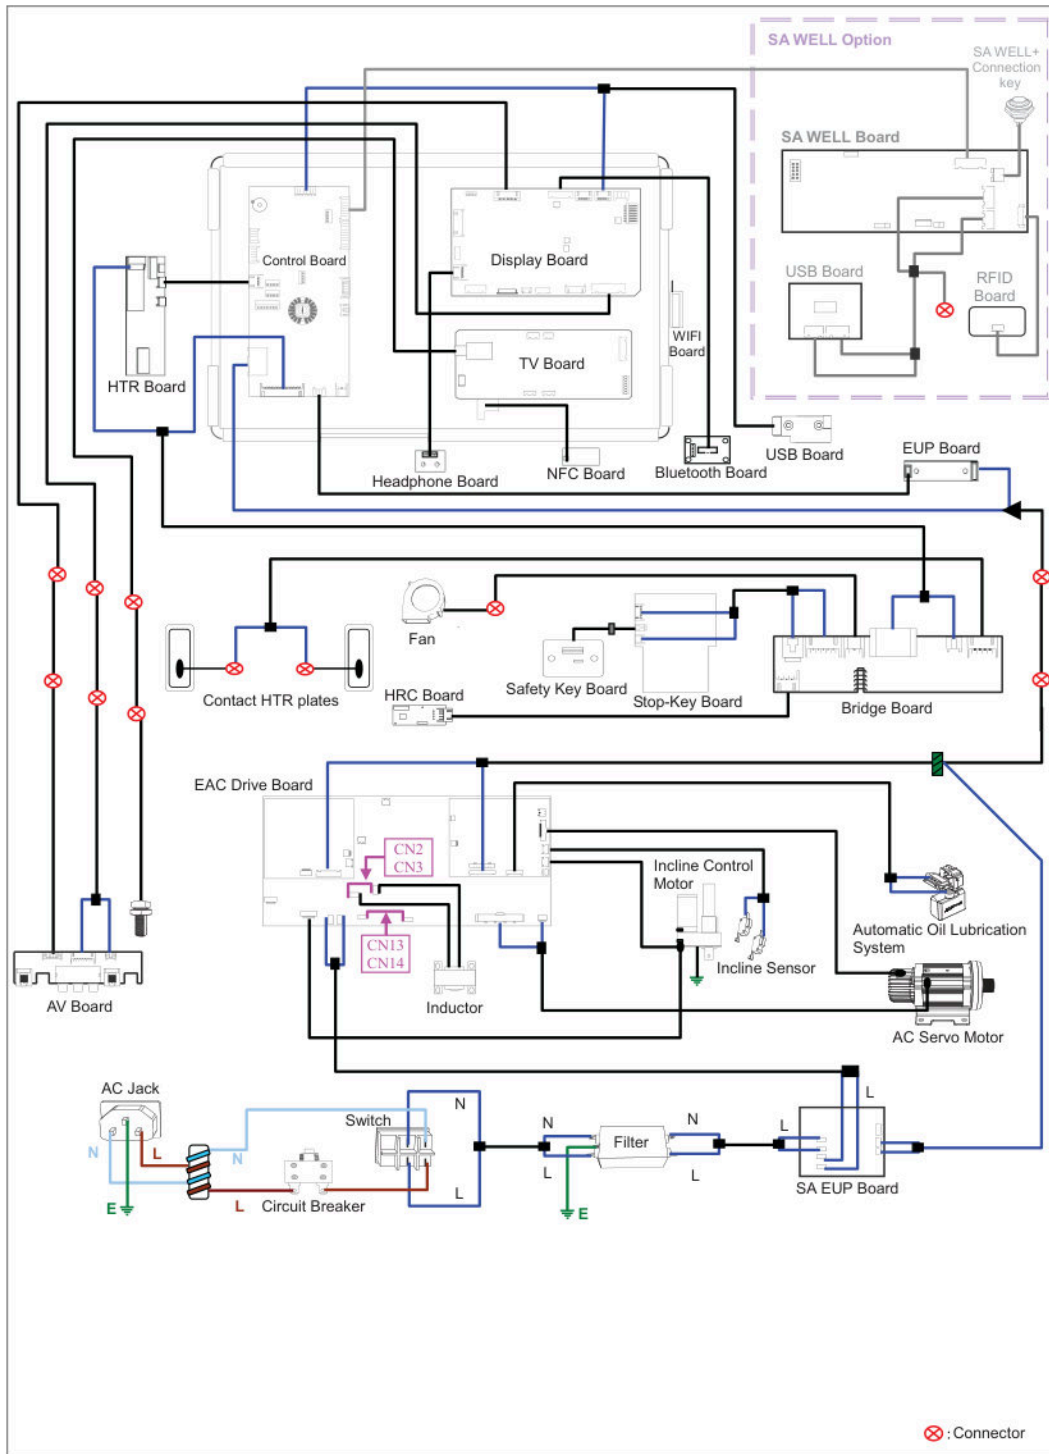 SA WELL Option
SA WELL+
Connection
key
SA WELL Board
Control Board
Display Board
USB Board
RFID
Board
WIFI
Board
TV Board
HTR Board
EUP Board
USB Board
Headphone Board
NFC Board
Bluetooth Board
Fan
Safety Key Board
Contact HTR plates
HRC Board
Stop-Key Board
Bridge Board
EAC Drive Board
CN2
CN3
Incline Control
Motor
CN13
CN14
Automatic Oil Lubrication
System
Incline Sensor
Inductor
AV Board
AC Servo Motor
AC Jack
Switch
N
L
N
N
L
Filter
N
L
E
L
Circuit Breaker
L
L
L
SA EUP Board
E
: Connector